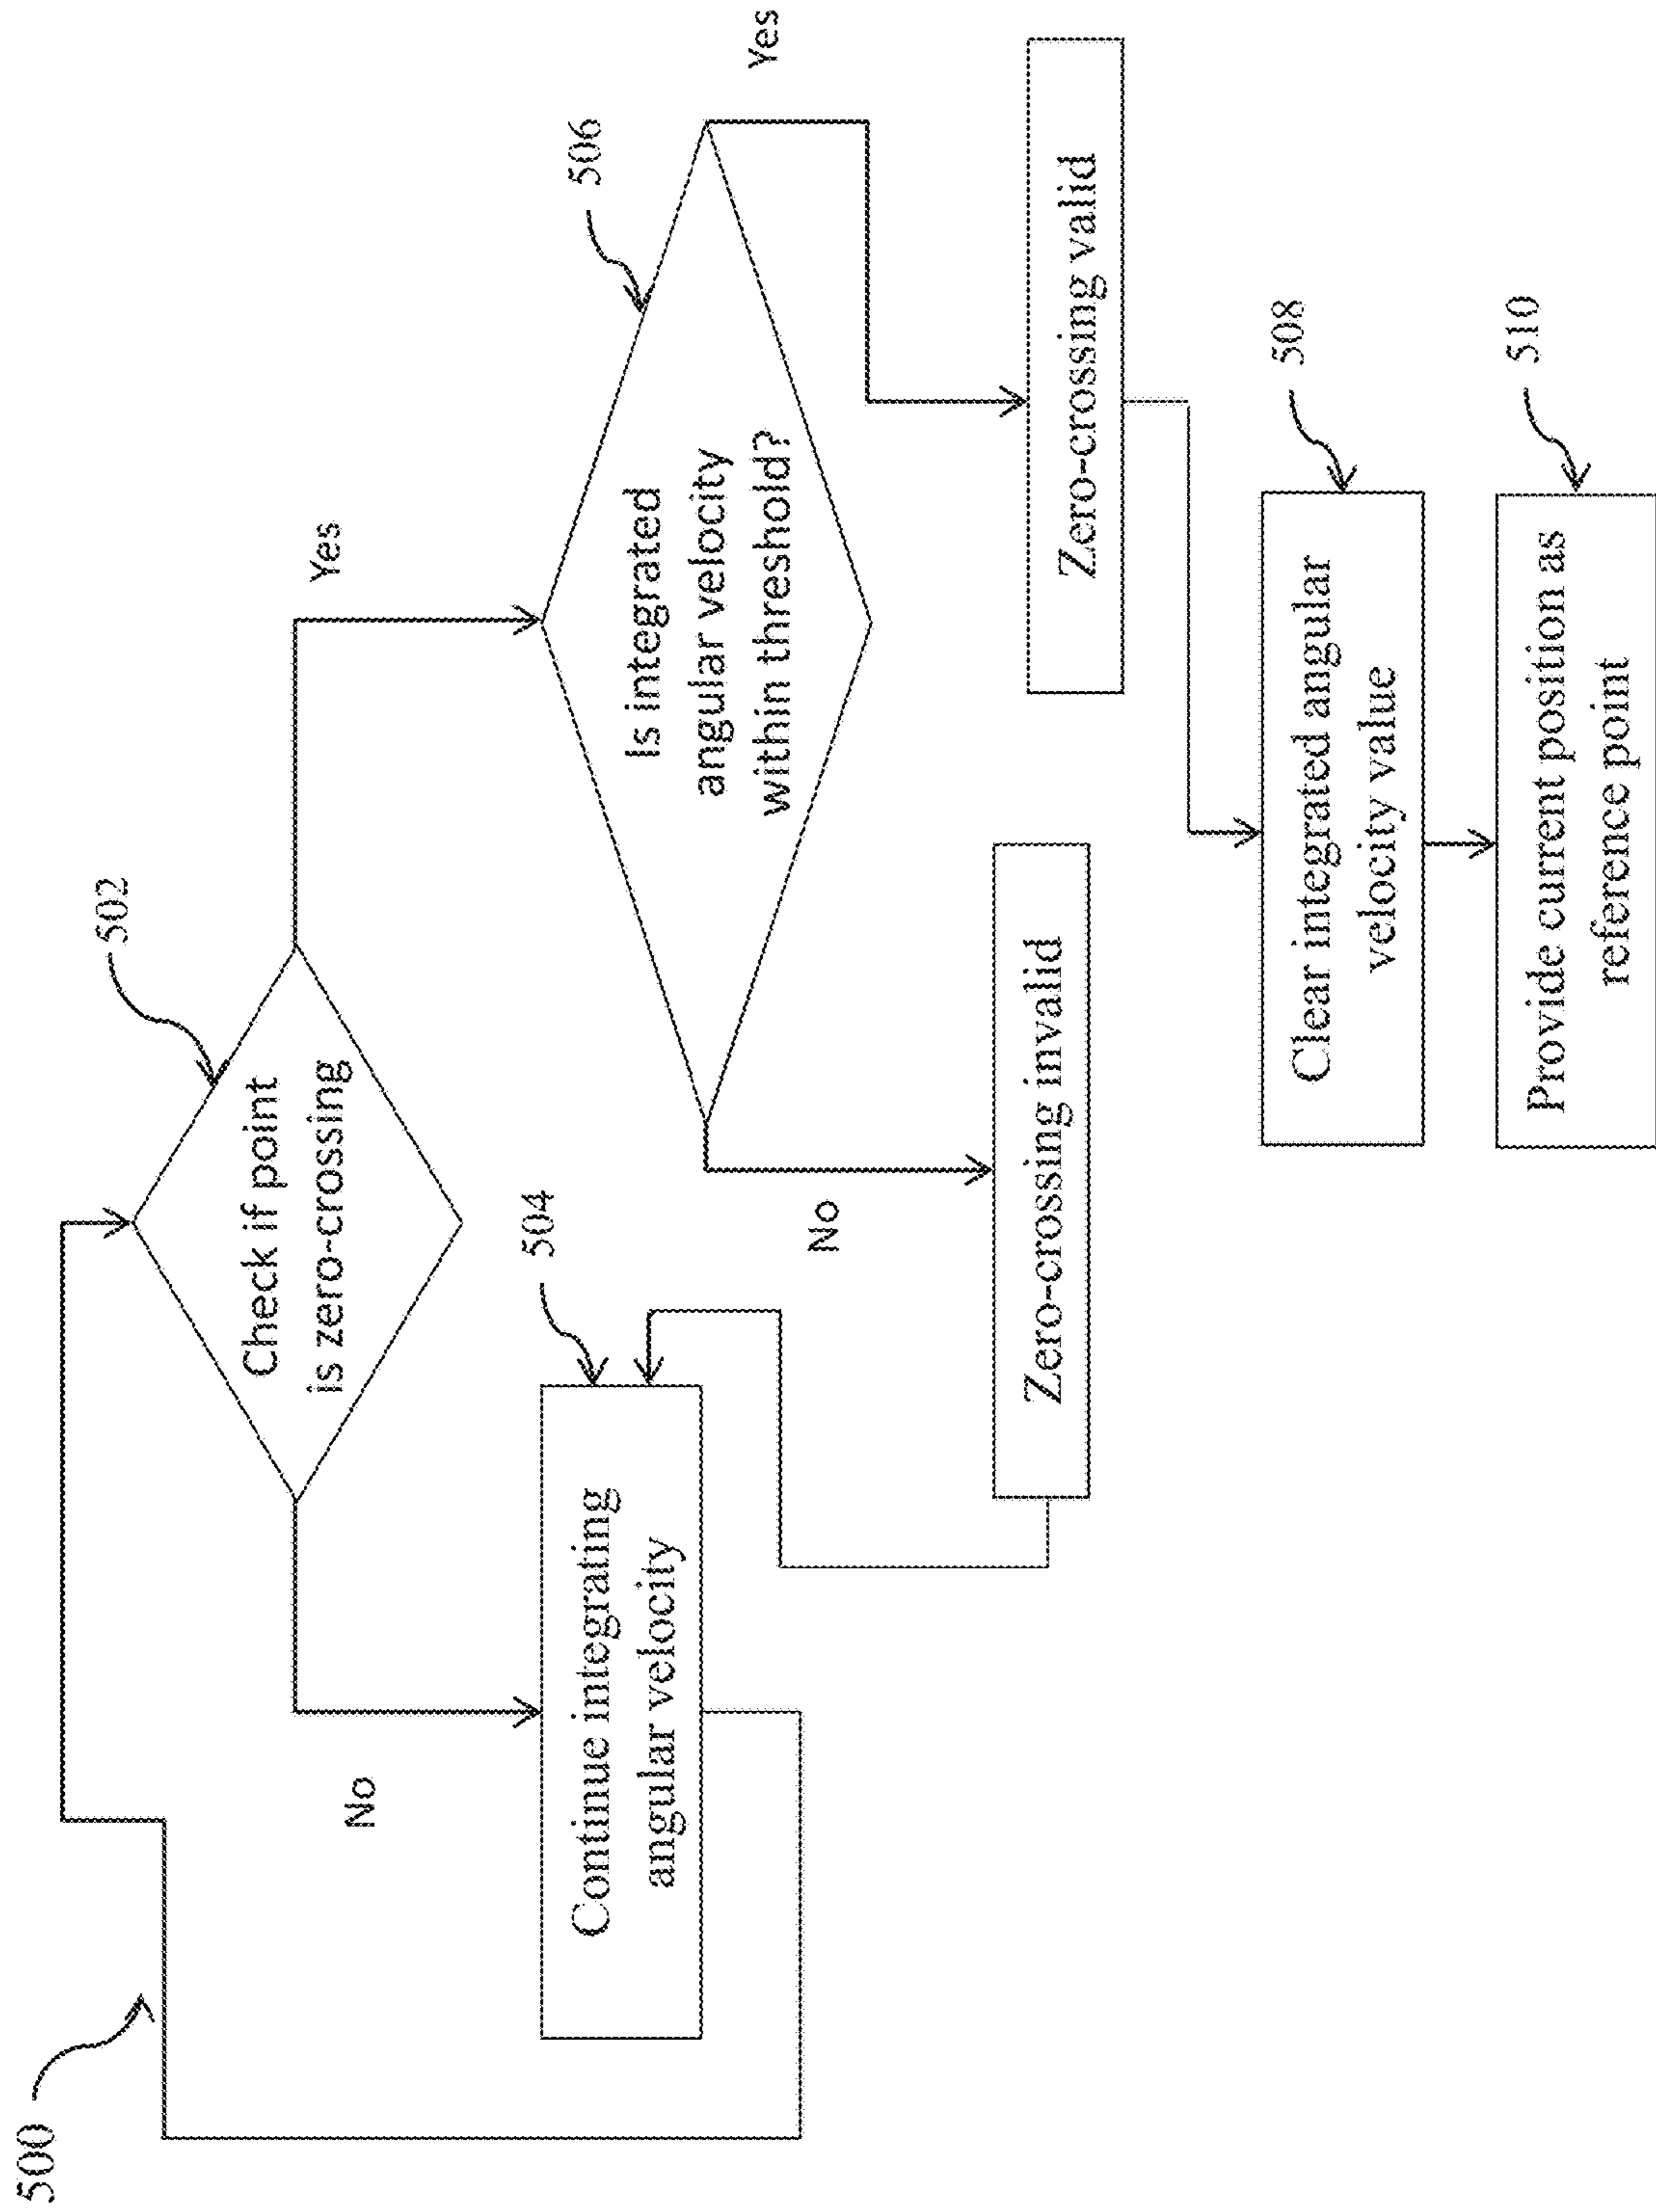 500
502
Check if point
is zero-crossing
No
Yes
504
Continue integrating
angular velocity
506
Is integrated
angular velocity
within threshold?
No
Yes
Zero-crossing invalid
Zero-crossing valid
508
Clear integrated angular
velocity value
510
Provide current position as
reference point